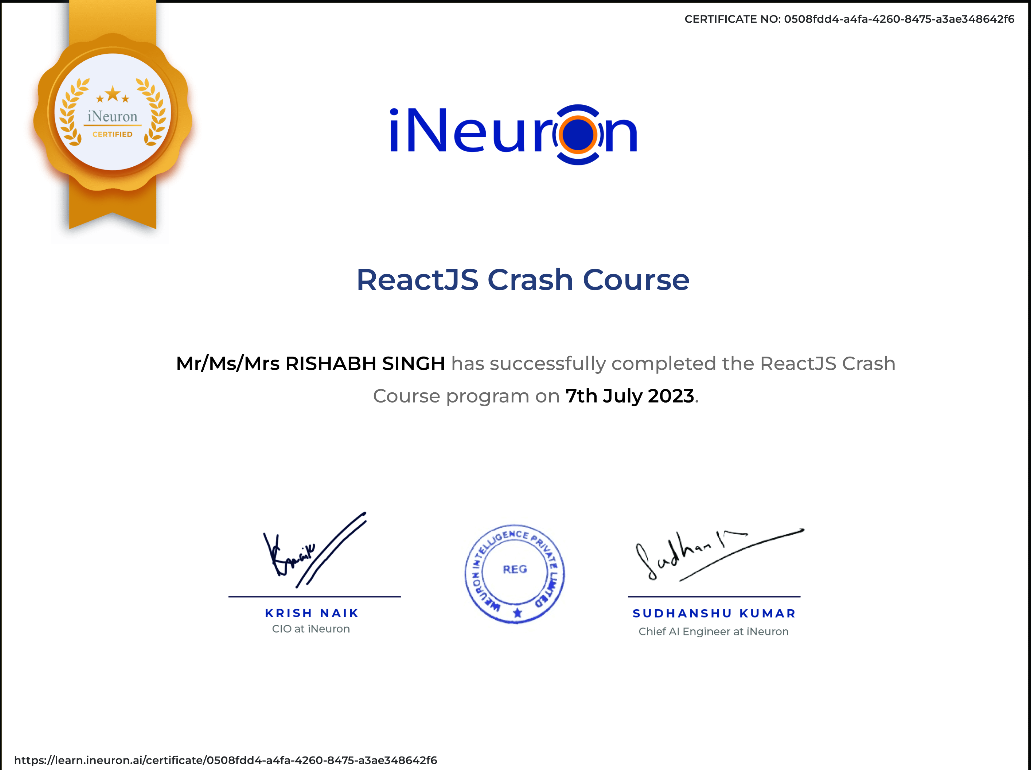 CERTIFICATE NO: 0508fdd4-a4fa-4260-8475-a3ae348642f6
iNeuron
CERTIFIED
iNeuron
ReactJS Crash Course
Mr/Ms/Mrs RISHABH SINGH has successfully completed the ReactJS Crash
Course program on 7th July 2023.
Knaik
Sudhan
INEURON INTELLIGENCE PRIVATE LIMITED
REG
KRISH NAIK
SUDHANSHU KUMAR
CIO at iNeuron
Chief AI Engineer at iNeuron
https://learn.ineuron.ai/certificate/0508fdd4-a4fa-4260-8475-a3ae348642f6